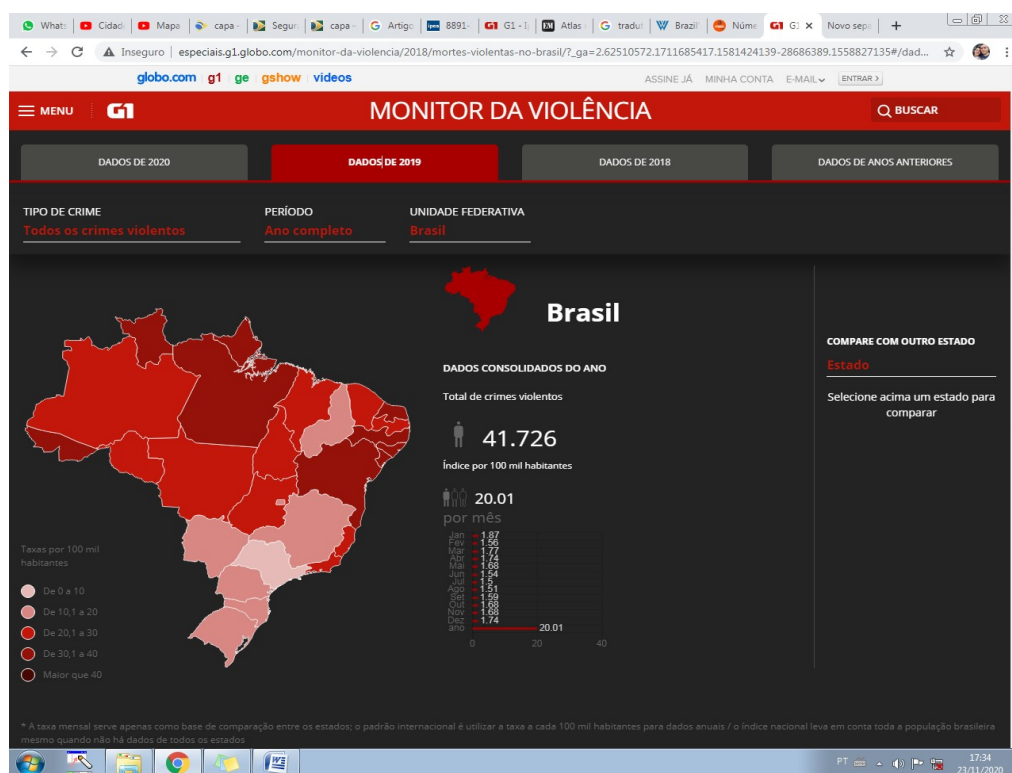 Whats
Cidad
Mapa
capa-
Segur
capa –
Artigo
ipea 8891-
G1 G1 - I
Atlas
tradut
Brazil
Núme
G1 G1
Novo sepa
Inseguro | especiais.g1.globo.com/monitor-da-violencia/2018/mortes-violentas-no-brasil/?_ga=2.62510572.1711685417.1581424139-28686389.1558827135#/dad...
globo.com g1 ge gshow videos ASSINE JÁ MINHA CONTA E-MAIL ENTRAR >
MENU G1 MONITOR DA VIOLÊNCIA BUSCAR
DADOS DE 2020 DADOS DE 2019 DADOS DE 2018 DADOS DE ANOS ANTERIORES
TIPO DE CRIME PERÍODO UNIDADE FEDERATIVA
Todos os crimes violentos Ano completo Brasil
Brasil
DADOS CONSOLIDADOS DO ANO
Total de crimes violentos
41.726
Índice por 100 mil habitantes
20.01
por mês
Jan 1.87
Fev 1.56
Mar 1.77
Abr 1.74
Mai 1.68
Jun 1.54
Jul 1.5
Ago 1.51
Set 1.59
Out 1.68
Nov 1.68
Dez 1.74
ano 20.01
0 20 40
COMPARE COM OUTRO ESTADO
Estado
Selecione acima um estado para
comparar
Taxas por 100 mil
habitantes
De 0 a 10
De 10,1 a 20
De 20,1 a 30
De 30,1 a 40
Maior que 40
* A taxa mensal serve apenas como base de comparação entre os estados; o padrão internacional é utilizar a taxa a cada 100 mil habitantes para dados anuais / o índice nacional leva em conta toda a população brasileira
mesmo quando não há dados de todos os estados
PT 17:34
23/11/2020